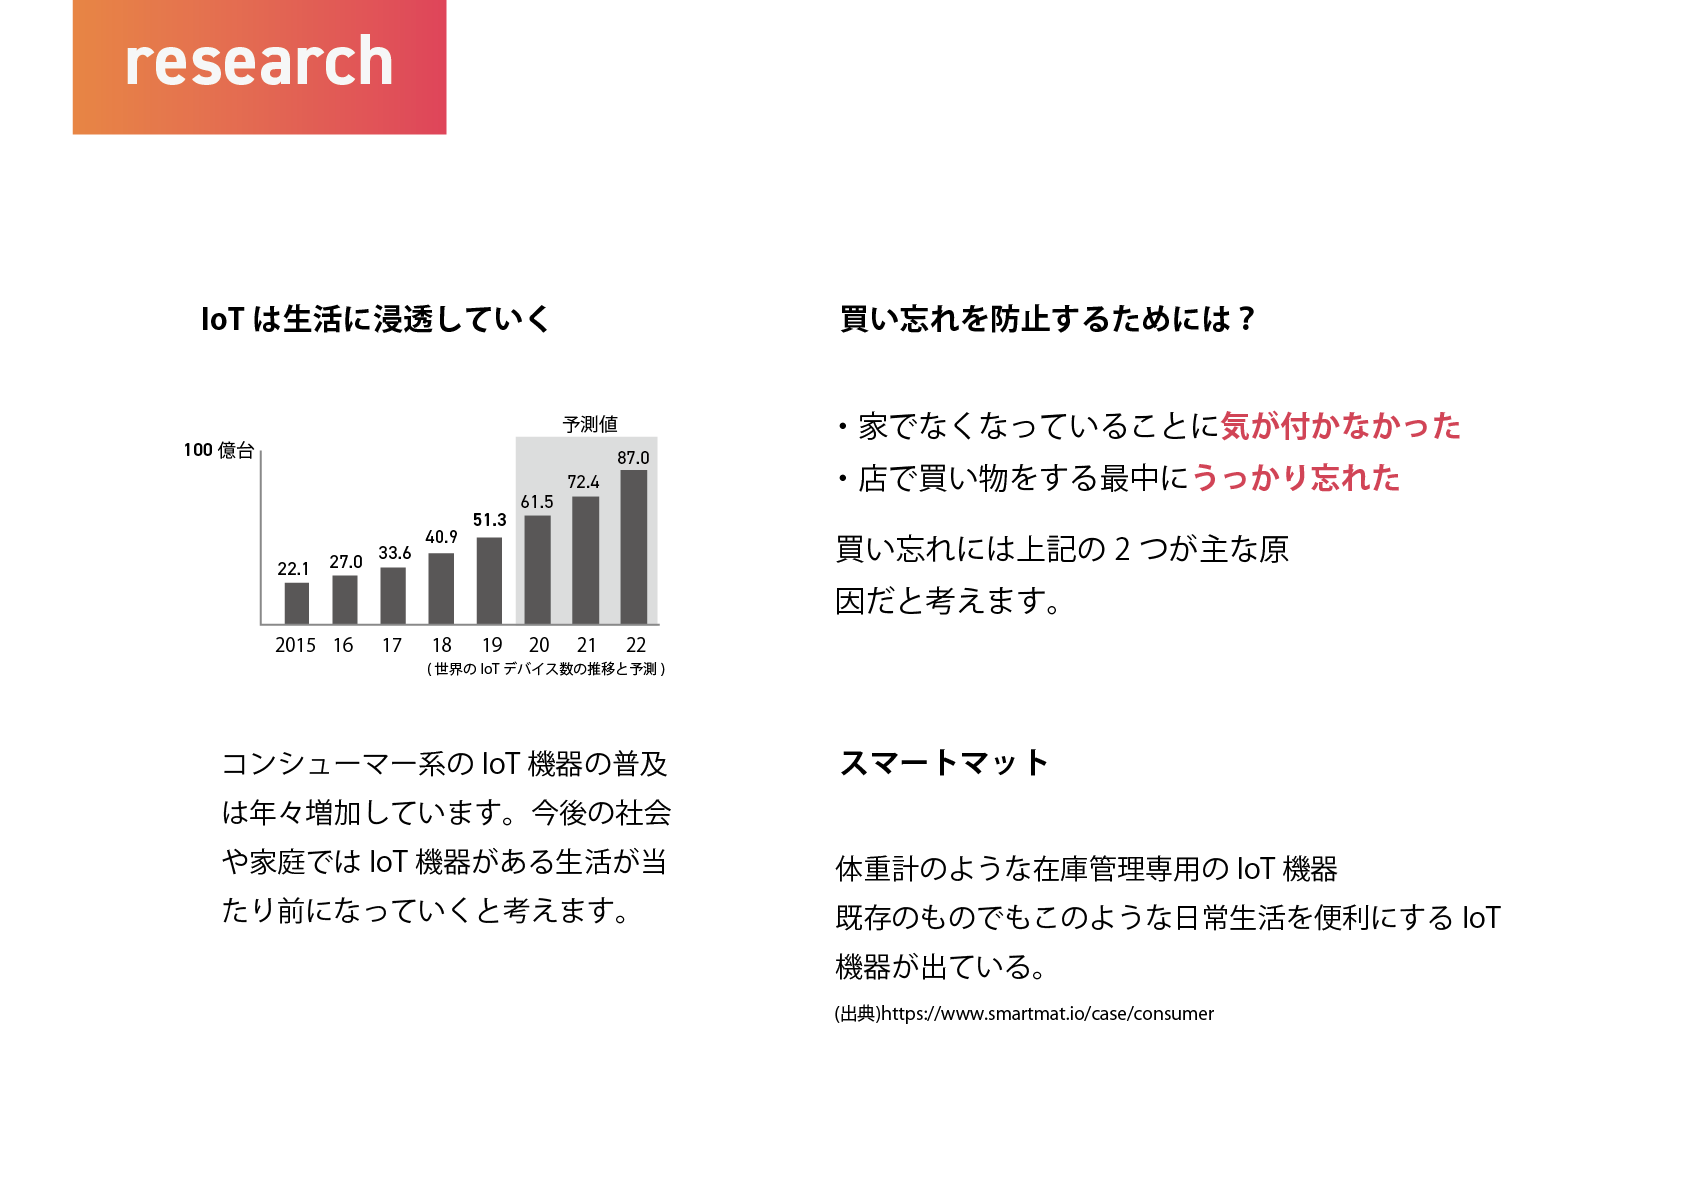 research
IoT は生活に浸透していく
予測値
100 億台
22.1
27.0
33.6
40.9
51.3
61.5
72.4
87.0
2015 16 17 18 19 20 21 22
( 世界の IoT デバイス数の推移と予測 )
コンシューマー系の IoT 機器の普及
は年々増加しています。今後の社会
や家庭では IoT 機器がある生活が当
たり前になっていくと考えます。
買い忘れを防止するためには？
・家でなくなっていることに気が付かなかった
・店で買い物をする最中にうっかり忘れた
買い忘れには上記の 2 つが主な原
因だと考えます。
スマートマット
体重計のような在庫管理専用の IoT 機器
既存のものでもこのような日常生活を便利にする IoT
機器が出ている。
(出典)https://www.smartmat.io/case/consumer